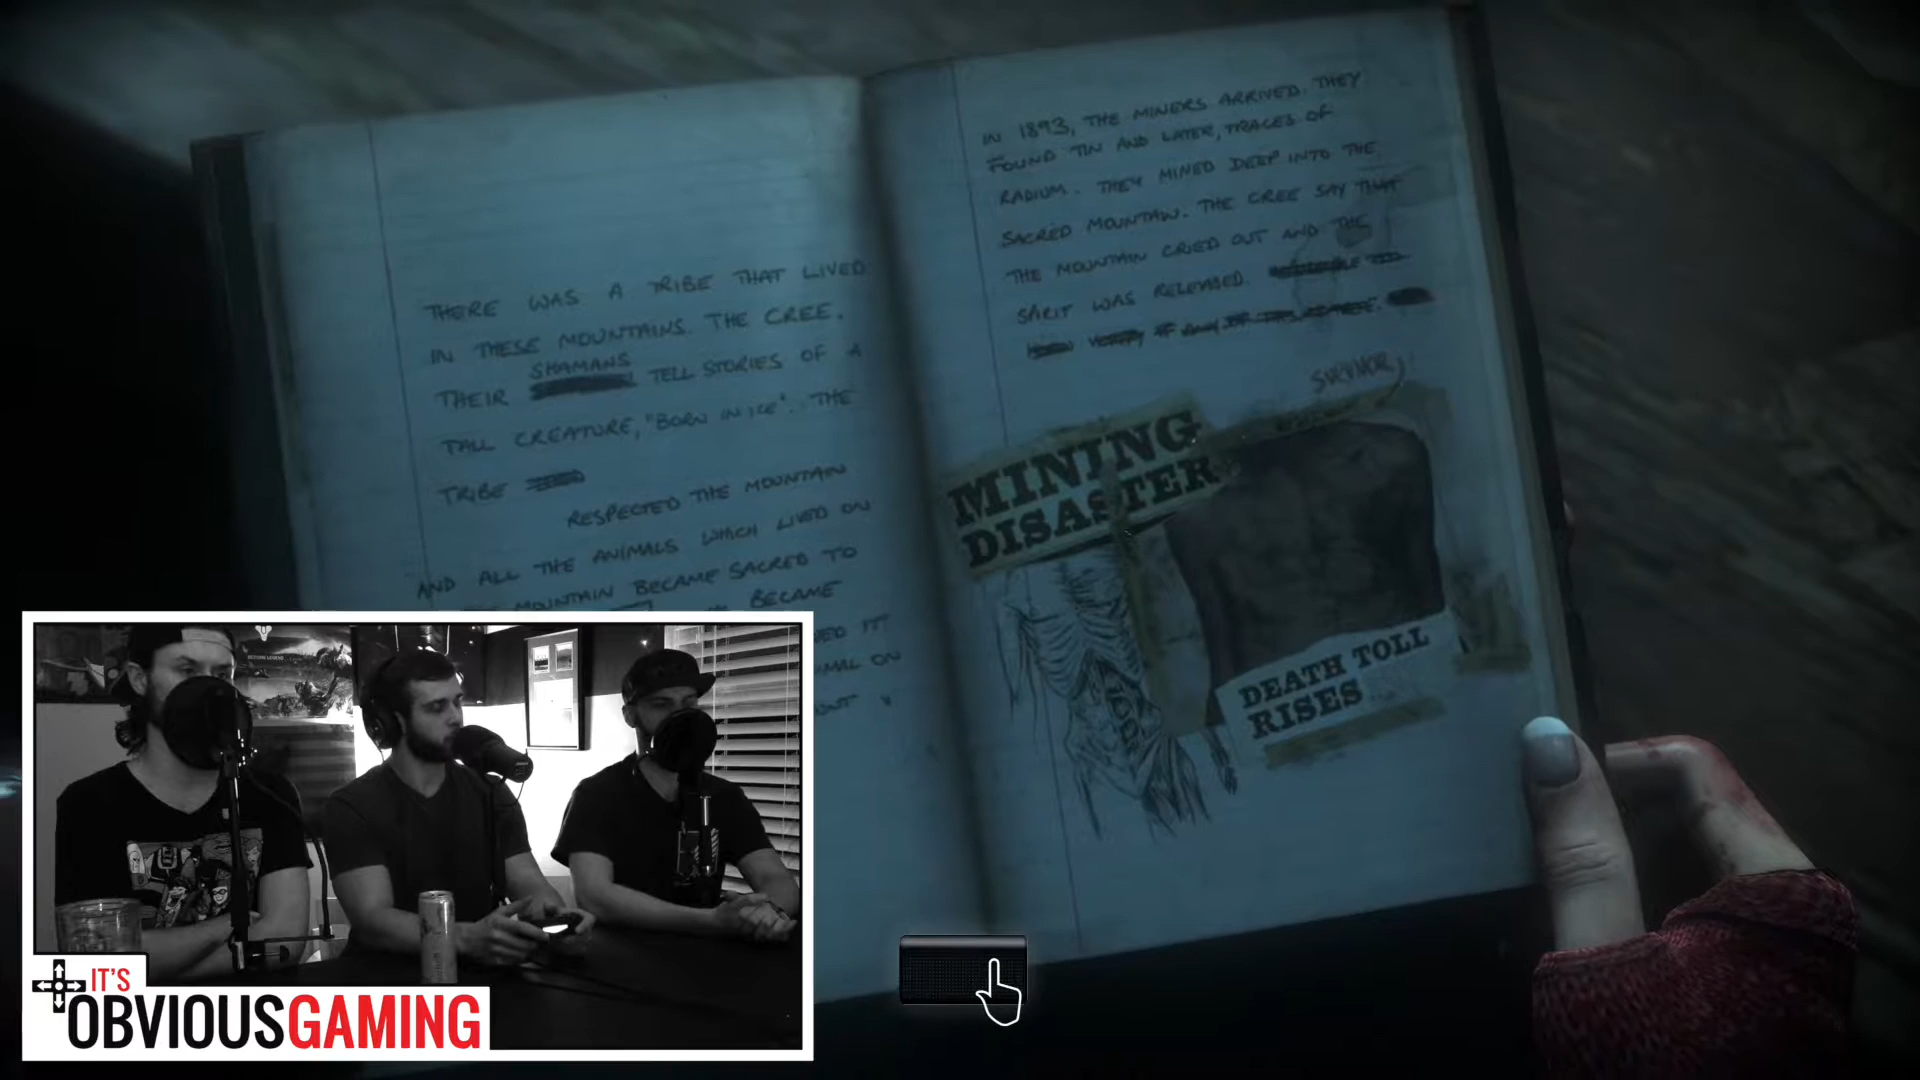 THERE WAS A TRIBE THAT LIVED
IN THESE MOUNTAINS. THE CREE.
SHAMANS
THEIR TELL STORIES OF A
TALL CREATURE, "BORN IN ICE". THE
TRIBE
RESPECTED THE MOUNTAIN
AND ALL THE ANIMALS WHICH LIVED ON
MOUNTAIN BECAME SACRED TO
BECAME
IT
ON
IN 1893, THE MINERS ARRIVED. THEY
FOUND TIN AND LATER, TRACES OF
RADIUM. THEY MINED DEEP INTO THE
SACRED MOUNTAIN. THE CREE SAY THAT
THE MOUNTAIN CRIED OUT AND THE
SPIRIT WAS RELEASED.
SURVIVOR
MINING
DISASTER
DEATH TOLL
RISES
IT'S
OBVIOUSGAMING